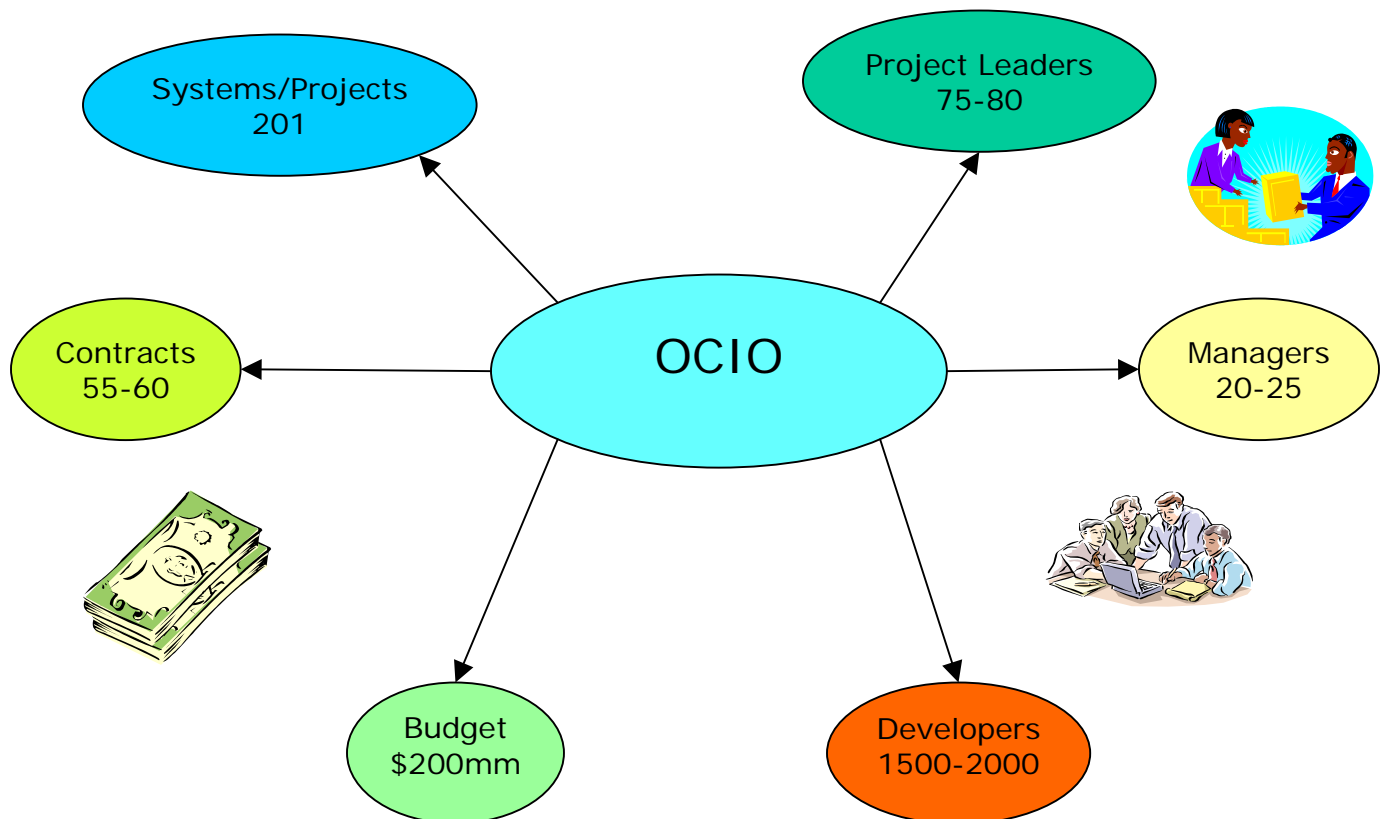 Systems/Projects
201
Project Leaders
75-80
Contracts
55-60
OCIO
Managers
20-25
Budget
$200mm
Developers
1500-2000